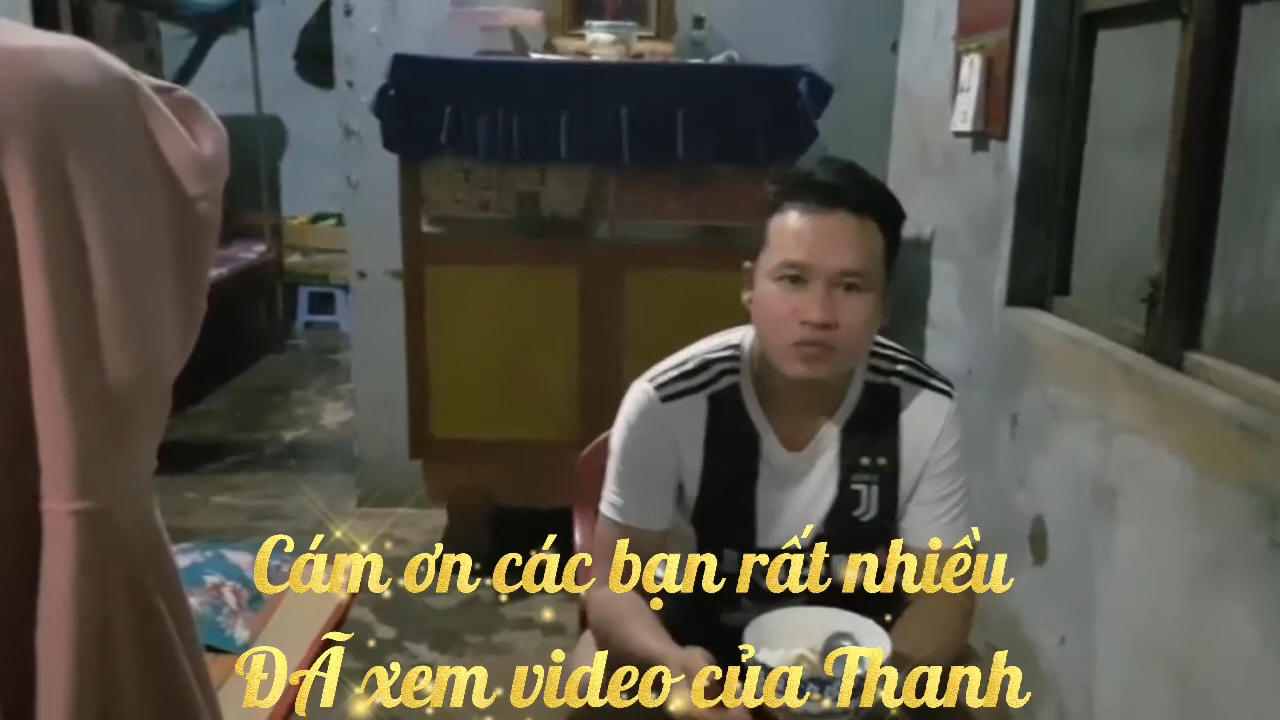 Cám ơn các bạn rất nhiều
ĐÃ xem video của Thanh